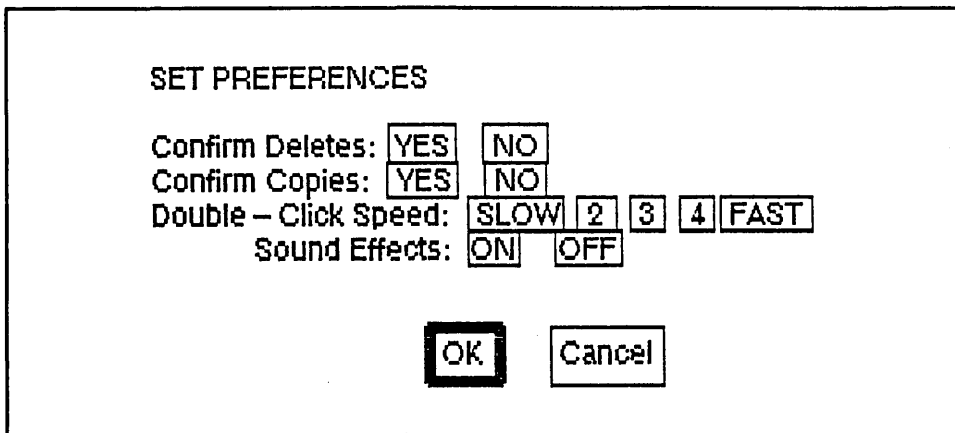 SET PREFERENCES
Confirm Deletes: YES NO
Confirm Copies: YES NO
Double – Click Speed: SLOW 2 3 4 FAST
Sound Effects: ON OFF
OK Cancel